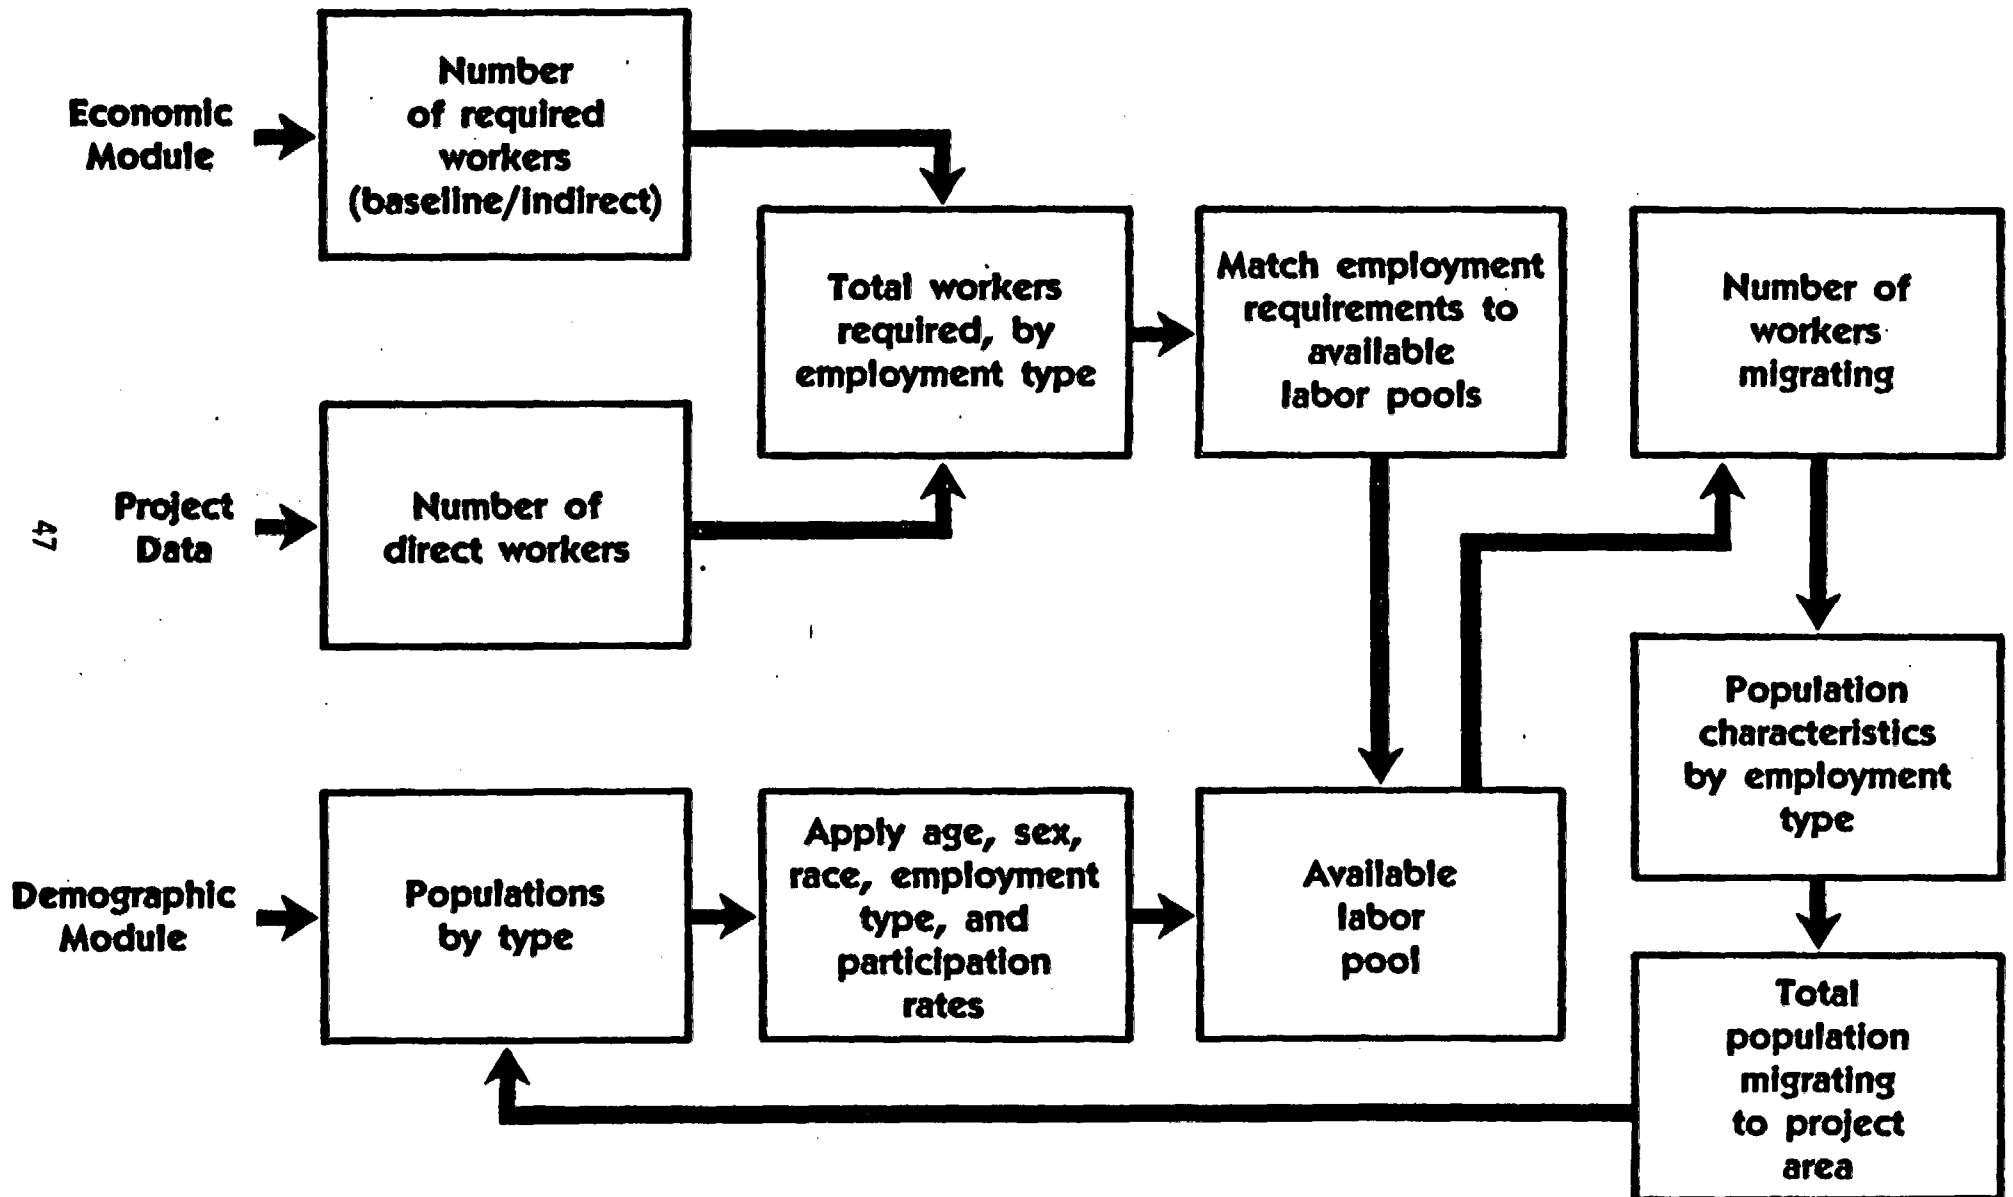 Economic
Module
Number
of required
workers
(baseline/indirect)
Total workers
required, by
employment type
Match employment
requirements to
available
labor pools
Number of
workers
migrating
Project
Data
Number of
direct workers
47
Population
characteristics
by employment
type
Demographic
Module
Populations
by type
Apply age, sex,
race, employment
type, and
participation
rates
Available
labor
pool
Total
population
migrating
to project
area